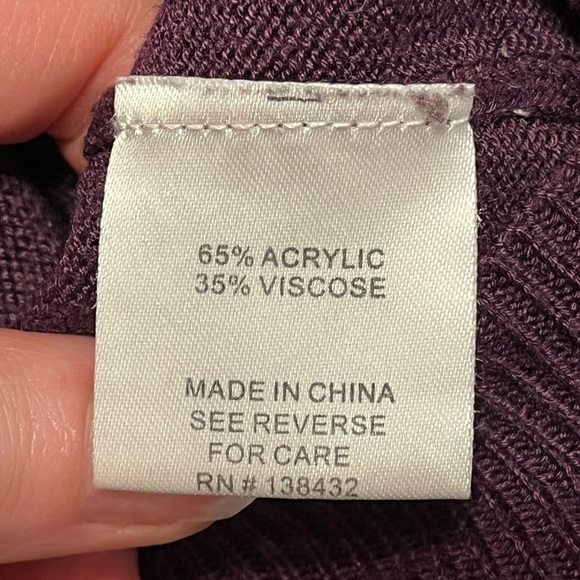 65% ACRYLIC
35% VISCOSE
MADE IN CHINA
SEE REVERSE
FOR CARE
RN # 138432